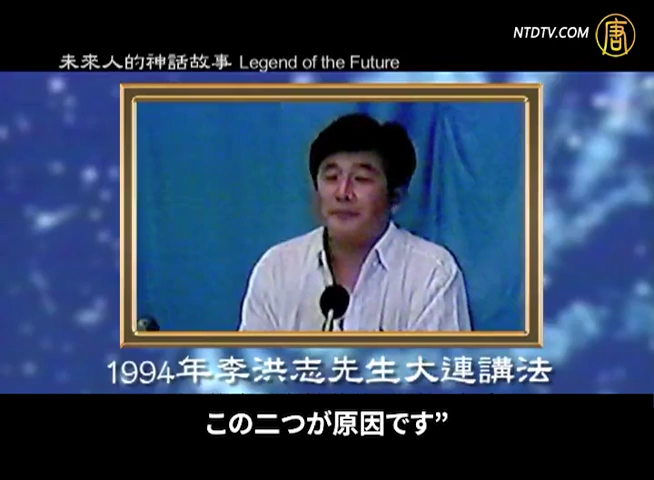 NTDTV.COM 唐
未來人的神話故事 Legend of the Future
1994年李洪志先生大連講法
この二つが原因です”